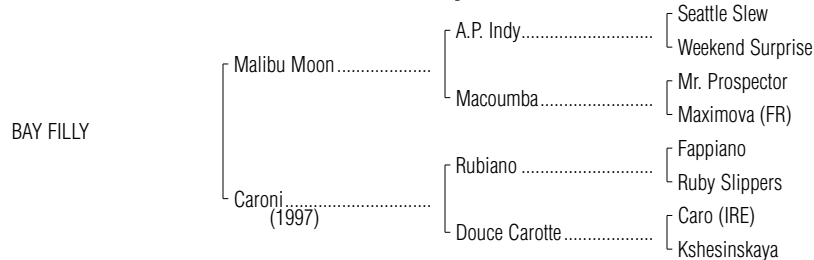 Seattle Slew
A.P. Indy......................
Weekend Surprise
Malibu Moon....................
Mr. Prospector
Macoumba.......................
Maximova (FR)
BAY FILLY
Fappiano
Rubiano ......................
Ruby Slippers
Caroni...............................
(1997)
Caro (IRE)
Douce Carotte...................
Kshesinskaya